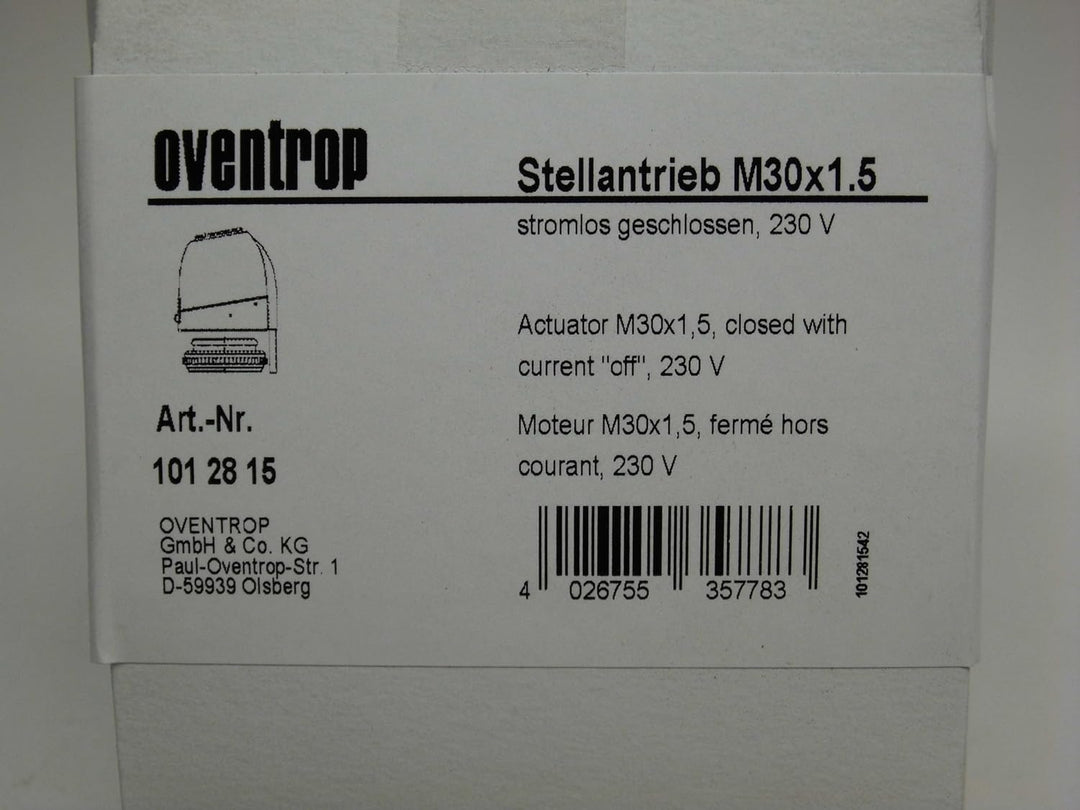 oventrop
Stellantrieb M30x1.5
stromlos geschlossen, 230 V
Actuator M30x1,5, closed with
current "off", 230 V
Moteur M30x1,5, fermé hors
courant, 230 V
Art.-Nr.
101 28 15
OVENTROP
GmbH & Co. KG
Paul-Oventrop-Str. 1
D-59939 Olsberg
4 026755 357783
101281542